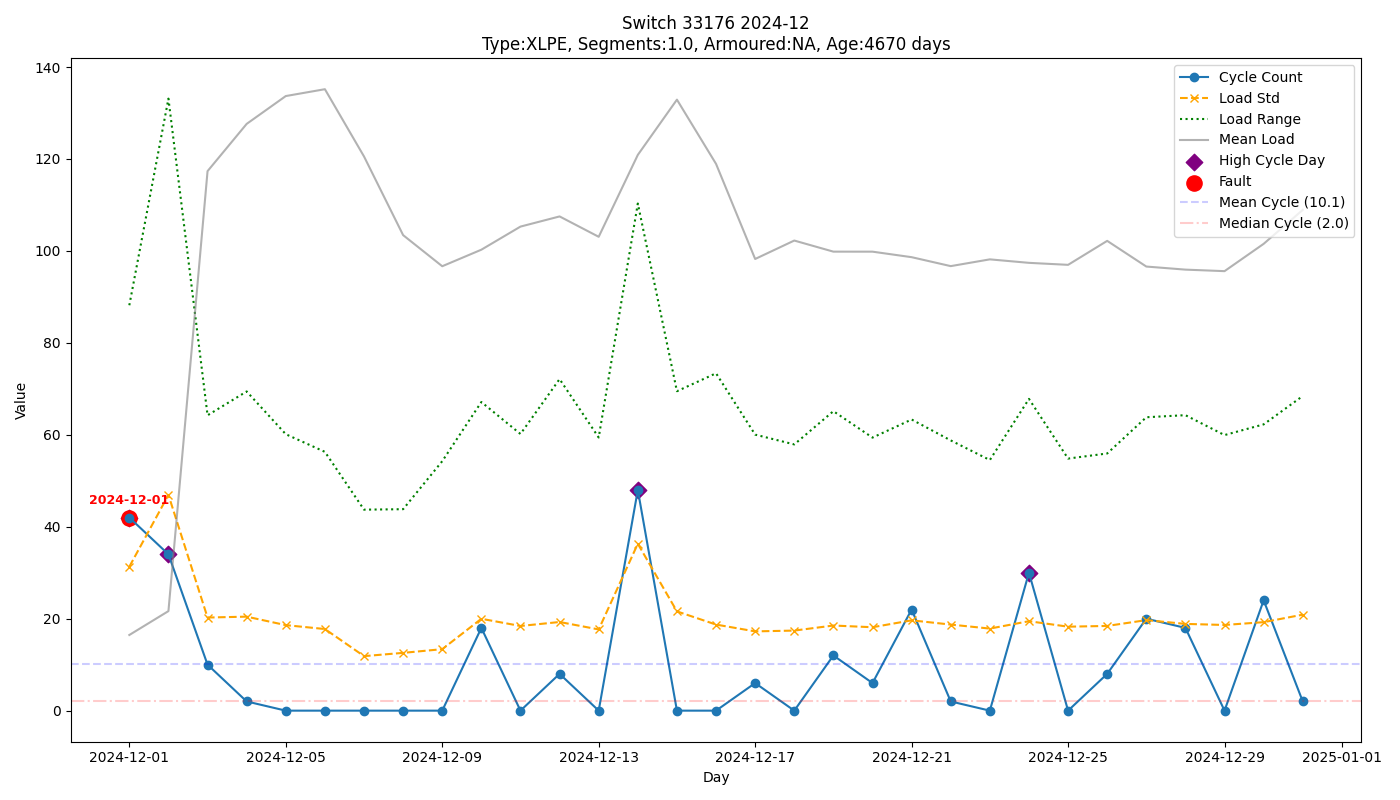 Switch 33176 2024-12
Type:XLPE, Segments:1.0, Armoured:NA, Age:4670 days
140
120
100
80
60
40
20
0
Value
2024-12-01
Cycle Count
Load Std
Load Range
Mean Load
High Cycle Day
Fault
Mean Cycle (10.1)
Median Cycle (2.0)
2024-12-01
2024-12-05
2024-12-09
2024-12-13
2024-12-17
2024-12-21
2024-12-25
2024-12-29
2025-01-01
Day